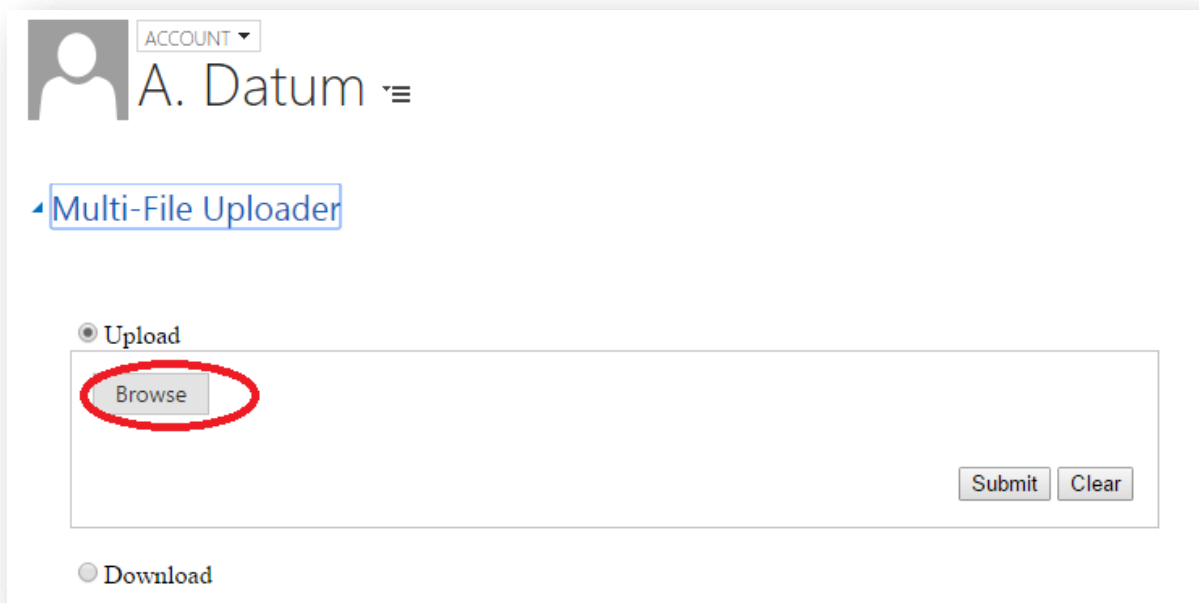 ACCOUNT
A. Datum
Multi-File Uploader
Upload
Browse
Submit Clear
Download